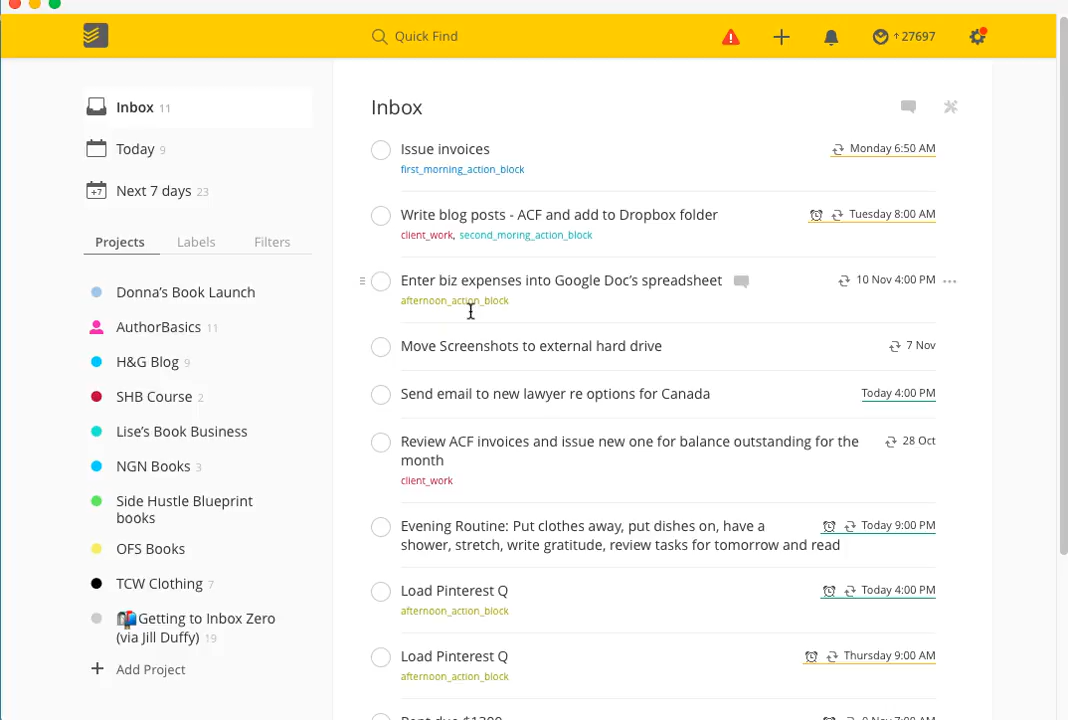 Quick Find
27697
Inbox 11
Today 9
+7 Next 7 days 23
Projects Labels Filters
Donna's Book Launch
AuthorBasics 11
H&G Blog 9
SHB Course 2
Lise's Book Business
NGN Books 3
Side Hustle Blueprint
books
OFS Books
TCW Clothing 7
Getting to Inbox Zero
(via Jill Duffy) 19
+ Add Project
Inbox
Issue invoices Monday 6:50 AM
first_morning_action_block
Write blog posts - ACF and add to Dropbox folder Tuesday 8:00 AM
client_work, second_moring_action_block
Enter biz expenses into Google Doc's spreadsheet 10 Nov 4:00 PM
afternoon_action_block
Move Screenshots to external hard drive 7 Nov
Send email to new lawyer re options for Canada Today 4:00 PM
Review ACF invoices and issue new one for balance outstanding for the 28 Oct
month
client_work
Evening Routine: Put clothes away, put dishes on, have a Today 9:00 PM
shower, stretch, write gratitude, review tasks for tomorrow and read
Load Pinterest Q Today 4:00 PM
afternoon_action_block
Load Pinterest Q Thursday 9:00 AM
afternoon_action_block